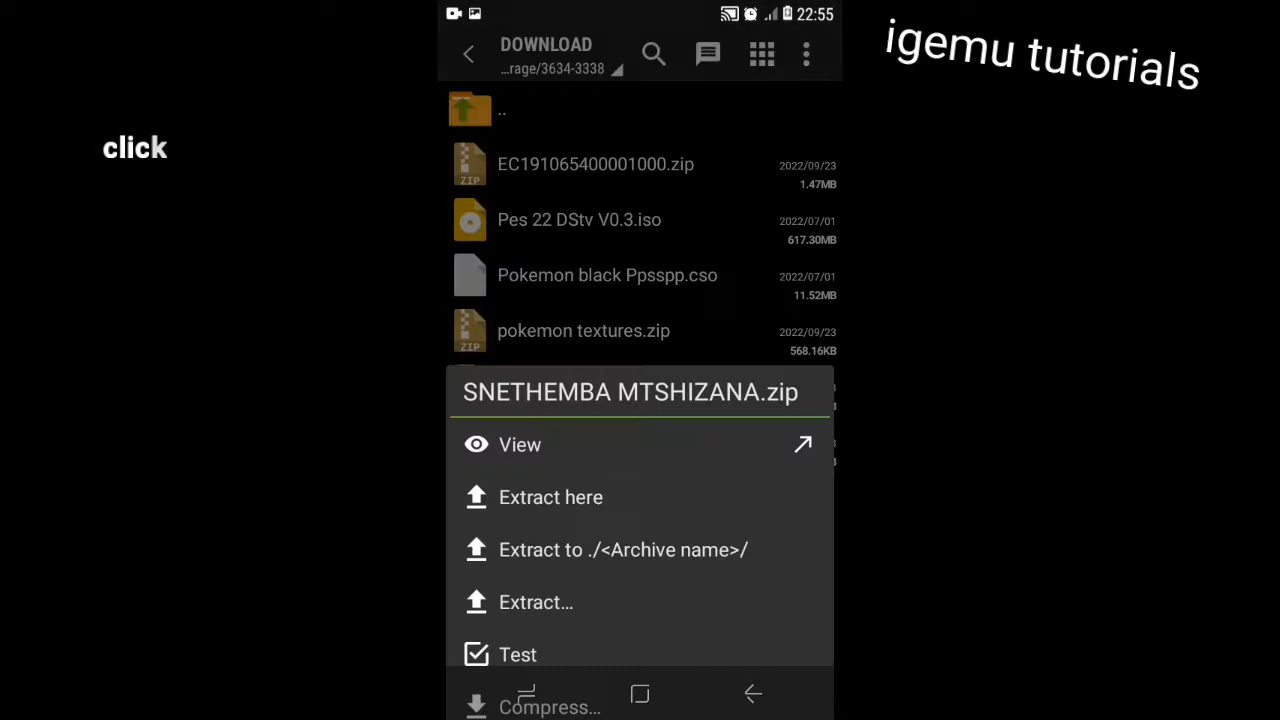 22:55
DOWNLOAD
...rage/3634-3338
igemu tutorials
click
..
EC191065400001000.zip
2022/09/23
1.47MB
ZIP
Pes 22 DStv V0.3.iso
2022/07/01
617.30MB
Pokemon black Ppsspp.cso
2022/07/01
11.52MB
pokemon textures.zip
2022/09/23
568.16KB
ZIP
SNETHEMBA MTSHIZANA.zip
View
Extract here
Extract to ./<Archive name>/
Extract...
Test
Compress...